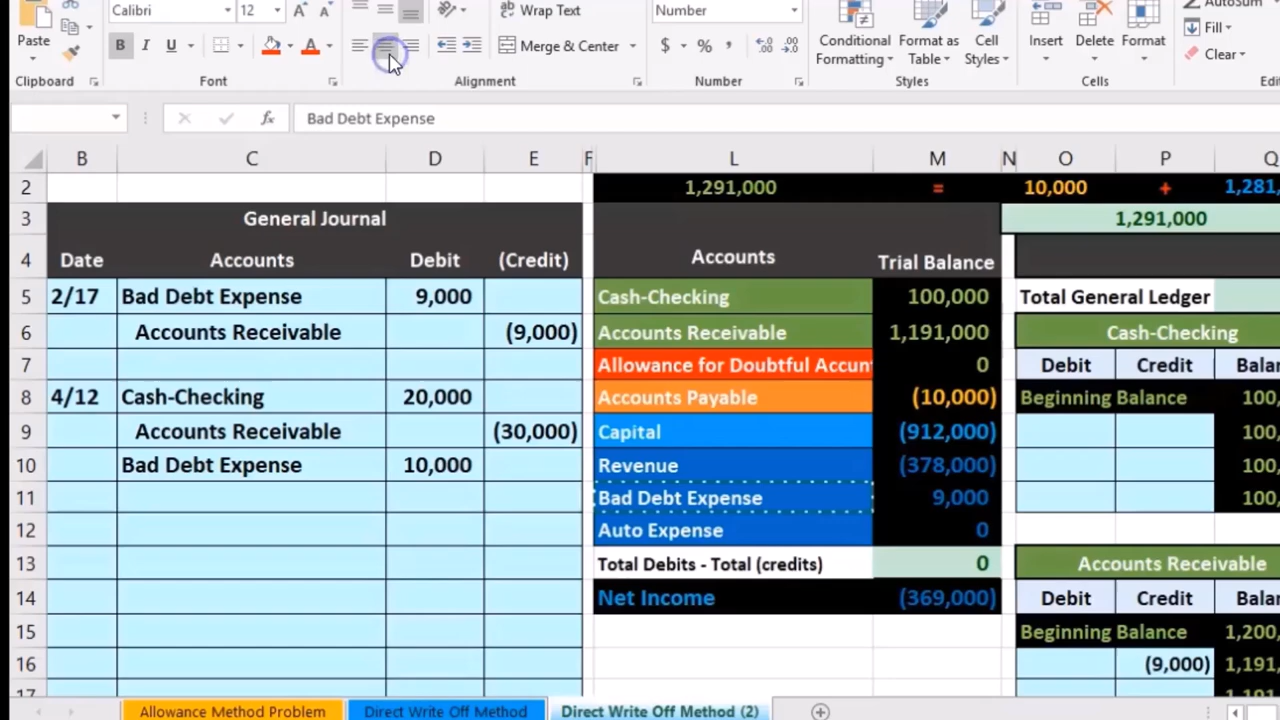 Calibri 12 Wrap Text Number AutoSum
Paste B I U Merge & Center $ % Conditional Formatting Format as Table Cell Styles Insert Delete Format Fill Clear
Clipboard Font Alignment Number Styles Cells
fx Bad Debt Expense
B C D E F L M N O P Q
2 1,291,000 = 10,000 + 1,281,
3 General Journal 1,291,000
4 Date Accounts Debit (Credit) Accounts Trial Balance
5 2/17 Bad Debt Expense 9,000 Cash-Checking 100,000 Total General Ledger
6 Accounts Receivable (9,000) Accounts Receivable 1,191,000 Cash-Checking
7 Allowance for Doubtful Accun 0 Debit Credit Balan
8 4/12 Cash-Checking 20,000 Accounts Payable (10,000) Beginning Balance 100,
9 Accounts Receivable (30,000) Capital (912,000) 100,
10 Bad Debt Expense 10,000 Revenue (378,000) 100,
11 Bad Debt Expense 9,000 100,
12 Auto Expense 0
13 Total Debits - Total (credits) 0 Accounts Receivable
14 Net Income (369,000) Debit Credit Balan
15 Beginning Balance 1,200,
16 (9,000) 1,191,
Allowance Method Problem Direct Write Off Method Direct Write Off Method (2)